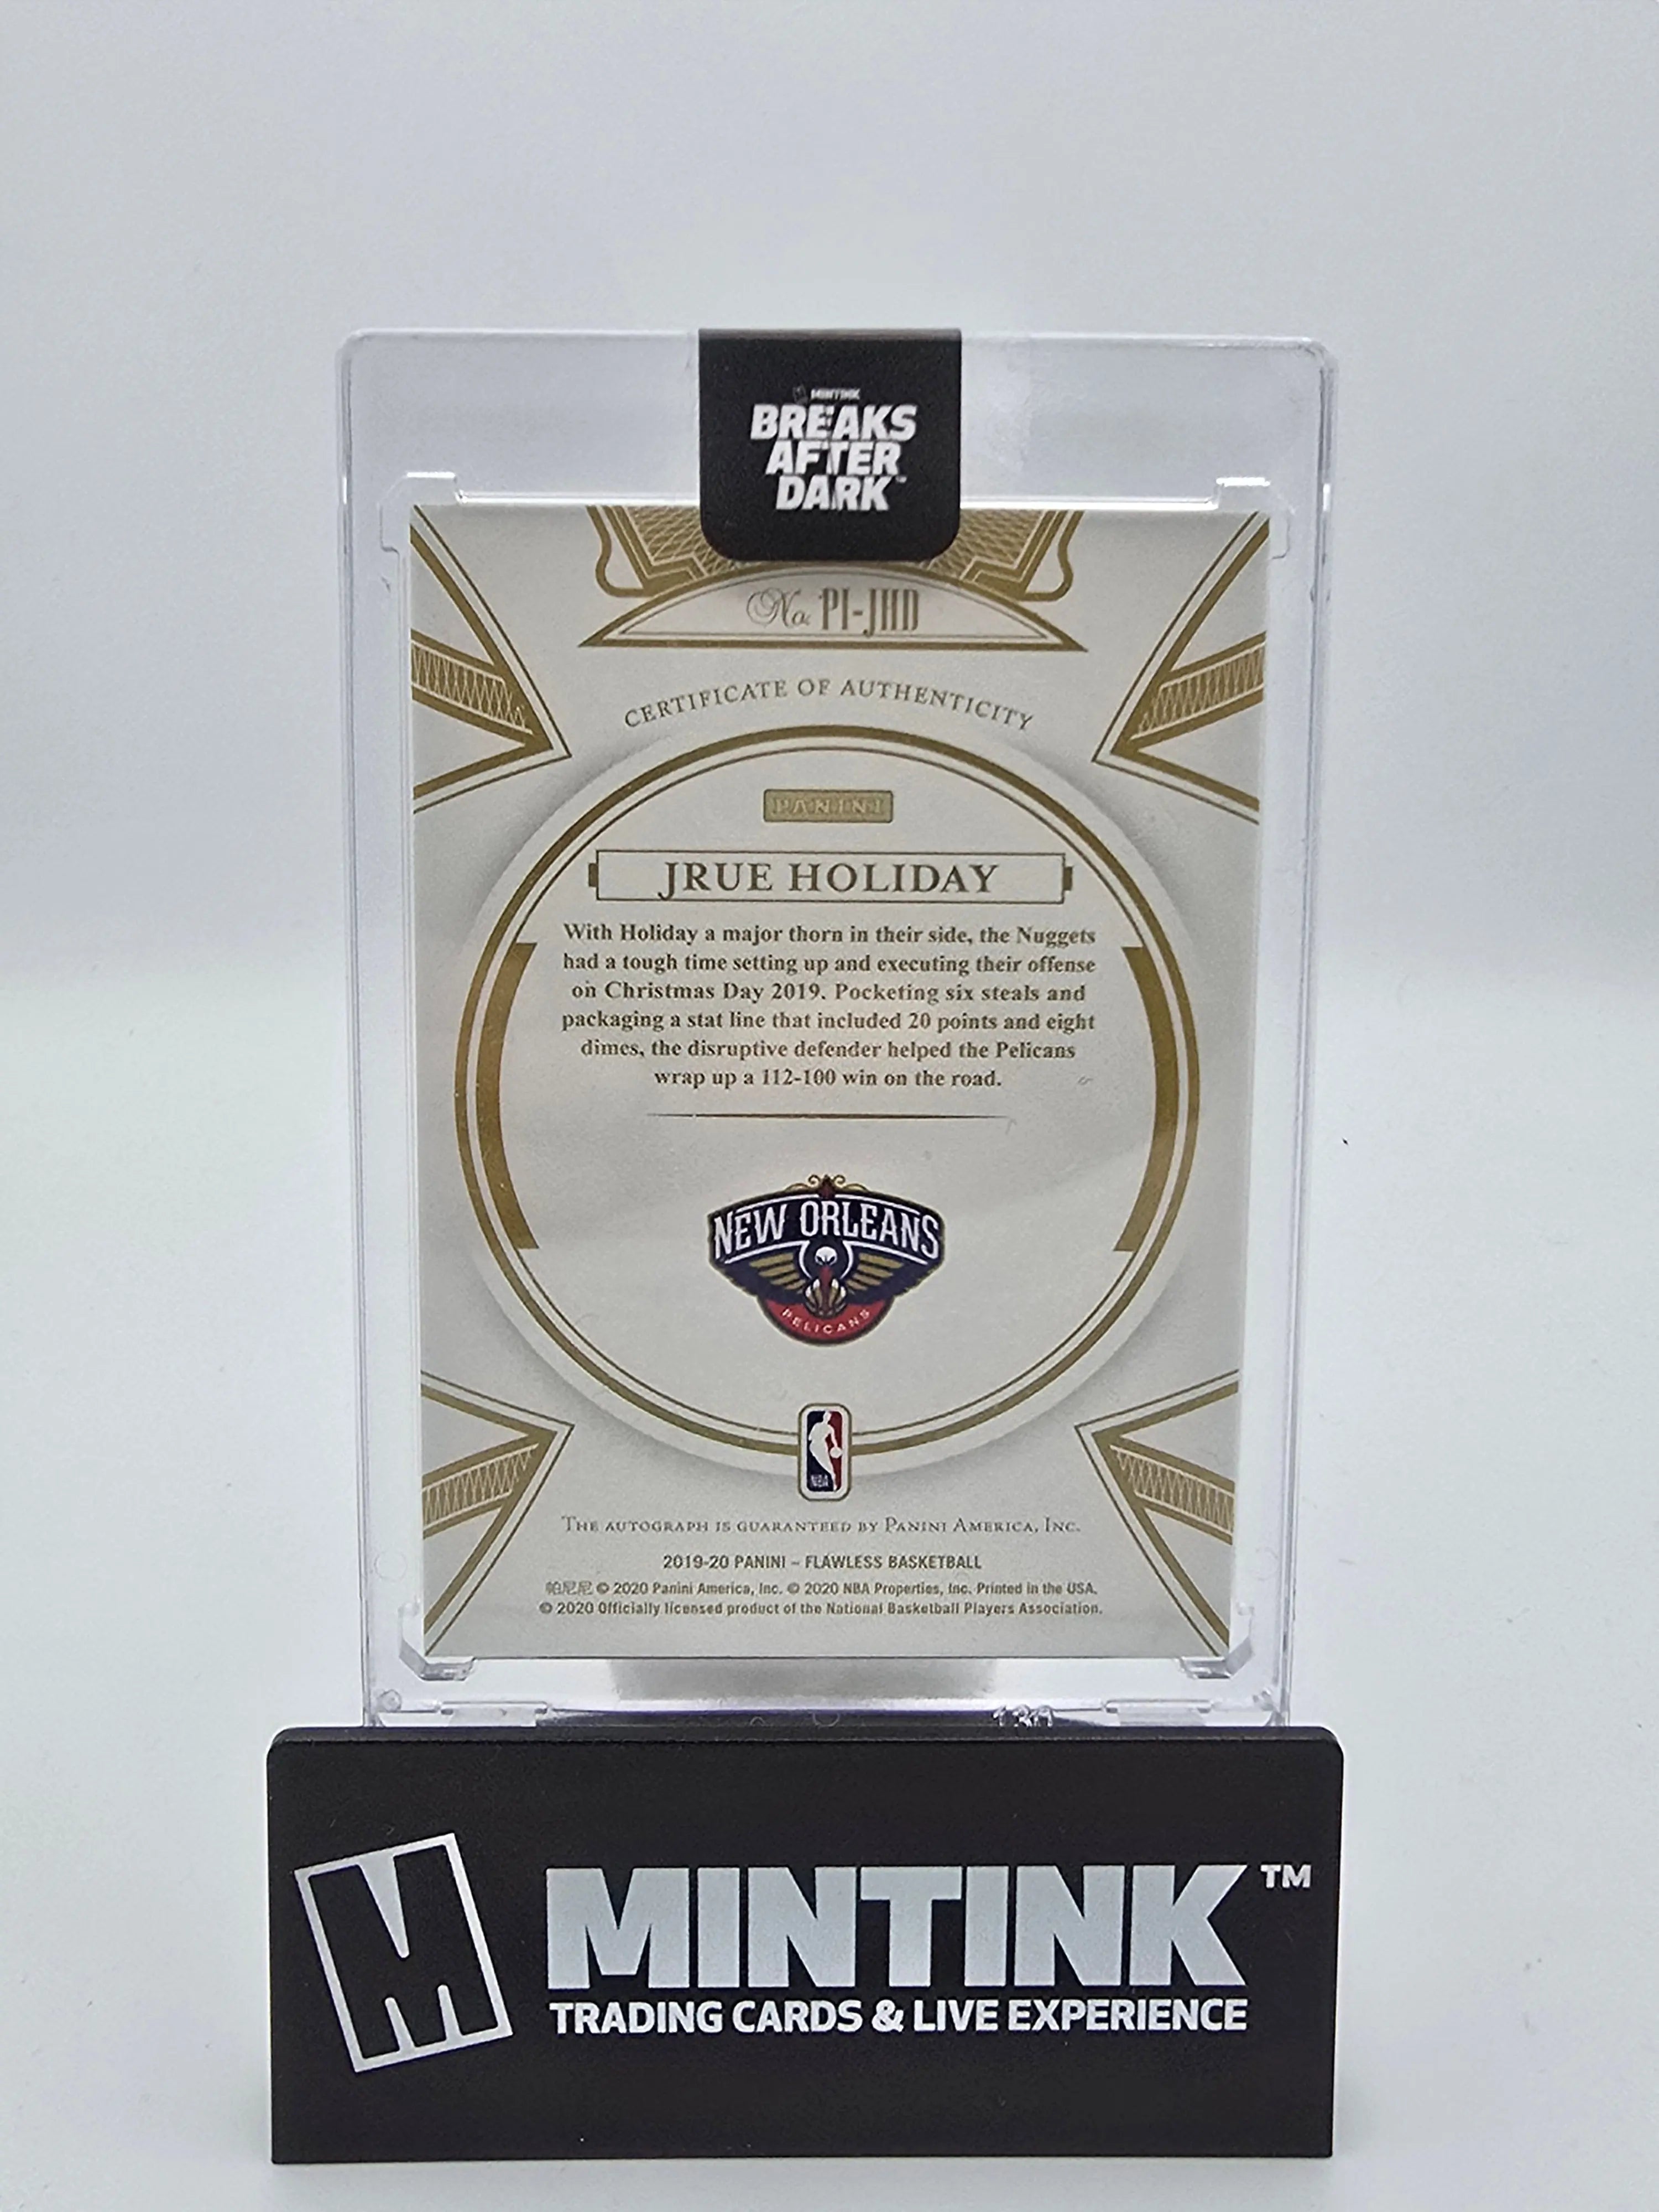 MINTINK
BREAKS
AFTER
DARK™
No. PI-JHD
CERTIFICATE OF AUTHENTICITY
PANINI
JRUE HOLIDAY
With Holiday a major thorn in their side, the Nuggets
had a tough time setting up and executing their offense
on Christmas Day 2019. Pocketing six steals and
packaging a stat line that included 20 points and eight
dimes, the disruptive defender helped the Pelicans
wrap up a 112-100 win on the road.
NEW ORLEANS
PELICANS
NBA
THE AUTOGRAPH IS GUARANTEED BY PANINI AMERICA, INC.
2019-20 PANINI – FLAWLESS BASKETBALL
帕尼尼 © 2020 Panini America, Inc. © 2020 NBA Properties, Inc. Printed in the USA.
© 2020 Officially licensed product of the National Basketball Players Association.
130
M MINTINK™
TRADING CARDS & LIVE EXPERIENCE